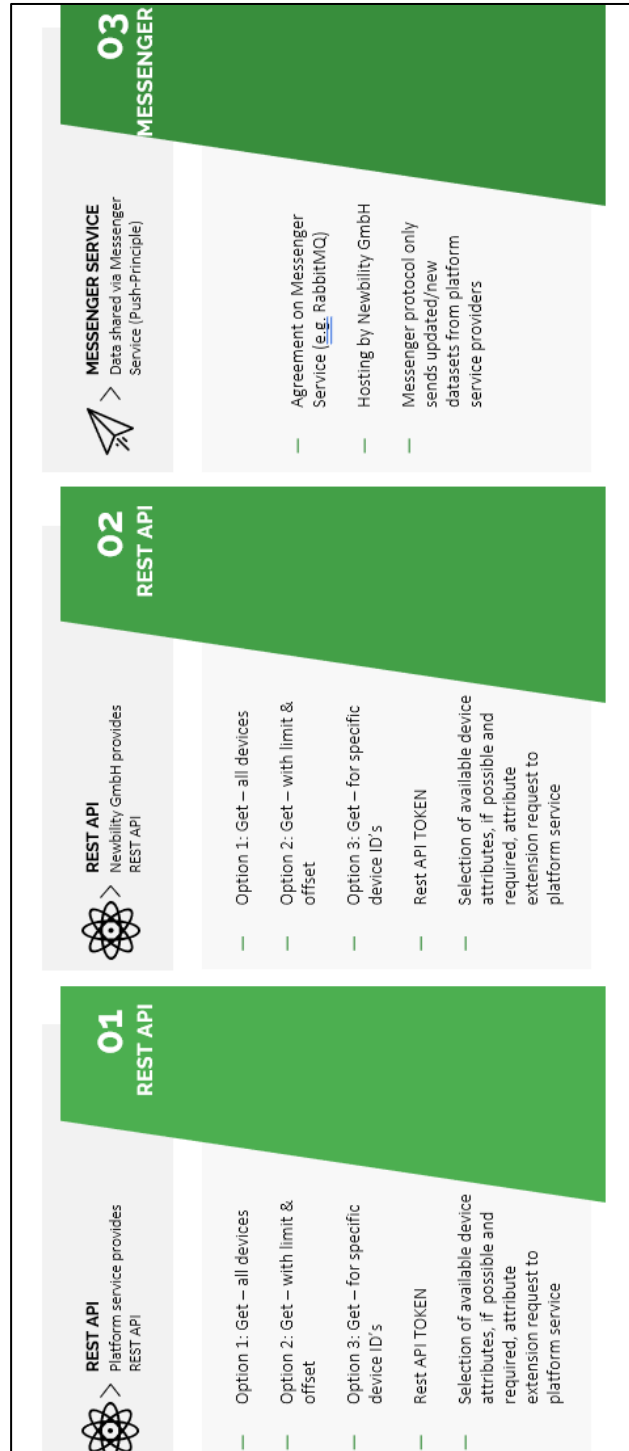 01
REST API
REST API
Platform service provides
REST API
Option 1: Get – all devices
Option 2: Get – with limit &
offset
Option 3: Get – for specific
device ID's
Rest API TOKEN
Selection of available device
attributes, if possible and
required, attribute
extension request to
platform service
02
REST API
REST API
Newbility GmbH provides
REST API
Option 1: Get – all devices
Option 2: Get – with limit &
offset
Option 3: Get – for specific
device ID's
Rest API TOKEN
Selection of available device
attributes, if possible and
required, attribute
extension request to
platform service
03
MESSENGER
MESSENGER SERVICE
Data shared via Messenger
Service (Push-Principle)
Agreement on Messenger
Service (e.g. RabbitMQ)
Hosting by Newbility GmbH
Messenger protocol only
sends updated/new
datasets from platform
service providers